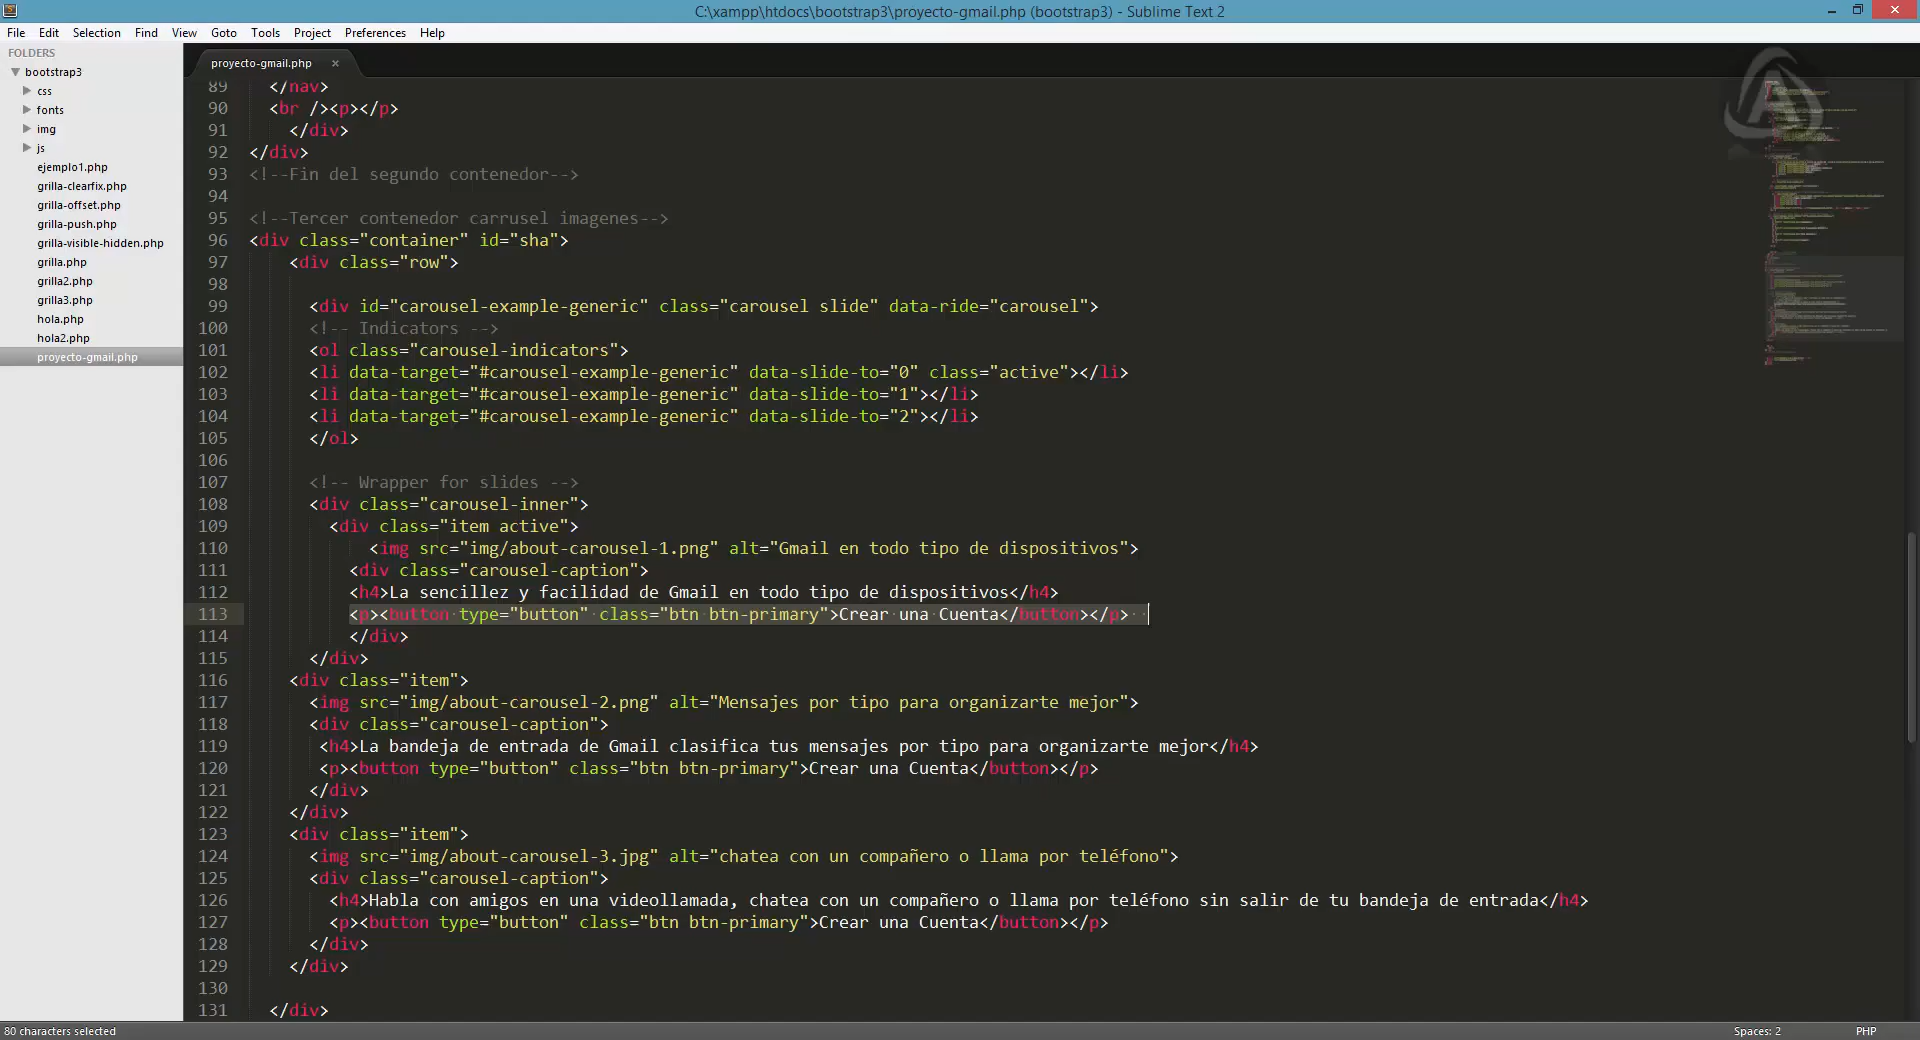 C:\xampp\htdocs\bootstrap3\proyecto-gmail.php (bootstrap3) - Sublime Text 2
File Edit Selection Find View Goto Tools Project Preferences Help
FOLDERS
bootstrap3
css
fonts
img
js
ejemplo1.php
grilla-clearfix.php
grilla-offset.php
grilla-push.php
grilla-visible-hidden.php
grilla.php
grilla2.php
grilla3.php
hola.php
hola2.php
proyecto-gmail.php
proyecto-gmail.php ×
89 </nav>
90 <br /><p></p>
91 </div>
92 </div>
93 <!--Fin del segundo contenedor-->
94
95 <!--Tercer contenedor carrusel imagenes-->
96 <div class="container" id="sha">
97 <div class="row">
98
99 <div id="carousel-example-generic" class="carousel slide" data-ride="carousel">
100 <!-- Indicators -->
101 <ol class="carousel-indicators">
102 <li data-target="#carousel-example-generic" data-slide-to="0" class="active"></li>
103 <li data-target="#carousel-example-generic" data-slide-to="1"></li>
104 <li data-target="#carousel-example-generic" data-slide-to="2"></li>
105 </ol>
106
107 <!-- Wrapper for slides -->
108 <div class="carousel-inner">
109 <div class="item active">
110 <img src="img/about-carousel-1.png" alt="Gmail en todo tipo de dispositivos">
111 <div class="carousel-caption">
112 <h4>La sencillez y facilidad de Gmail en todo tipo de dispositivos</h4>
113 <p><button type="button" class="btn btn-primary">Crear una Cuenta</button></p>
114 </div>
115 </div>
116 <div class="item">
117 <img src="img/about-carousel-2.png" alt="Mensajes por tipo para organizarte mejor">
118 <div class="carousel-caption">
119 <h4>La bandeja de entrada de Gmail clasifica tus mensajes por tipo para organizarte mejor</h4>
120 <p><button type="button" class="btn btn-primary">Crear una Cuenta</button></p>
121 </div>
122 </div>
123 <div class="item">
124 <img src="img/about-carousel-3.jpg" alt="chatea con un compañero o llama por teléfono">
125 <div class="carousel-caption">
126 <h4>Habla con amigos en una videollamada, chatea con un compañero o llama por teléfono sin salir de tu bandeja de entrada</h4>
127 <p><button type="button" class="btn btn-primary">Crear una Cuenta</button></p>
128 </div>
129 </div>
130
131 </div>
80 characters selected
Spaces: 2
PHP